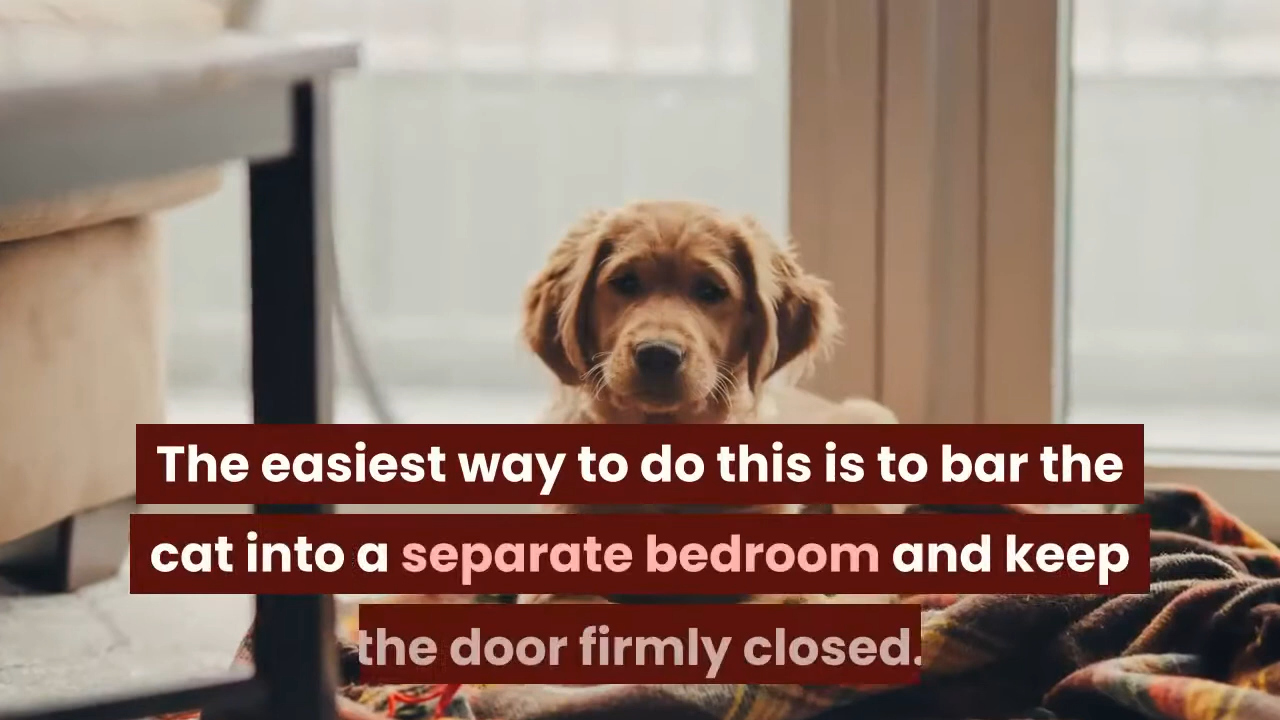 The easiest way to do this is to bar the
cat into a separate bedroom and keep
the door firmly closed.